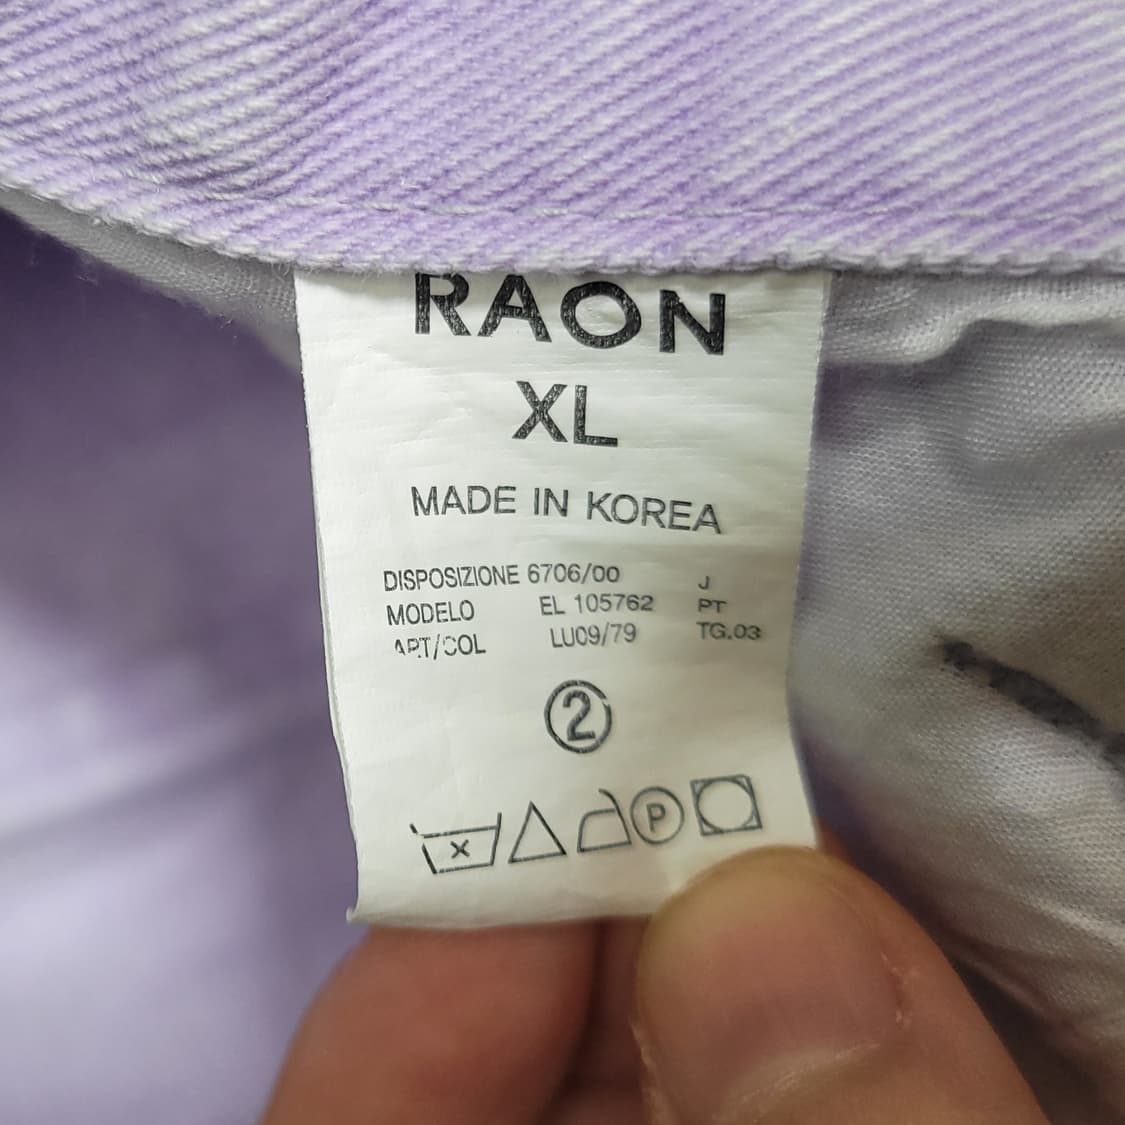 RAON
XL
MADE IN KOREA
DISPOSIZIONE 6706/00 J
MODELO EL 105762 PT
ART/COL LU09/79 TG.03
2
P